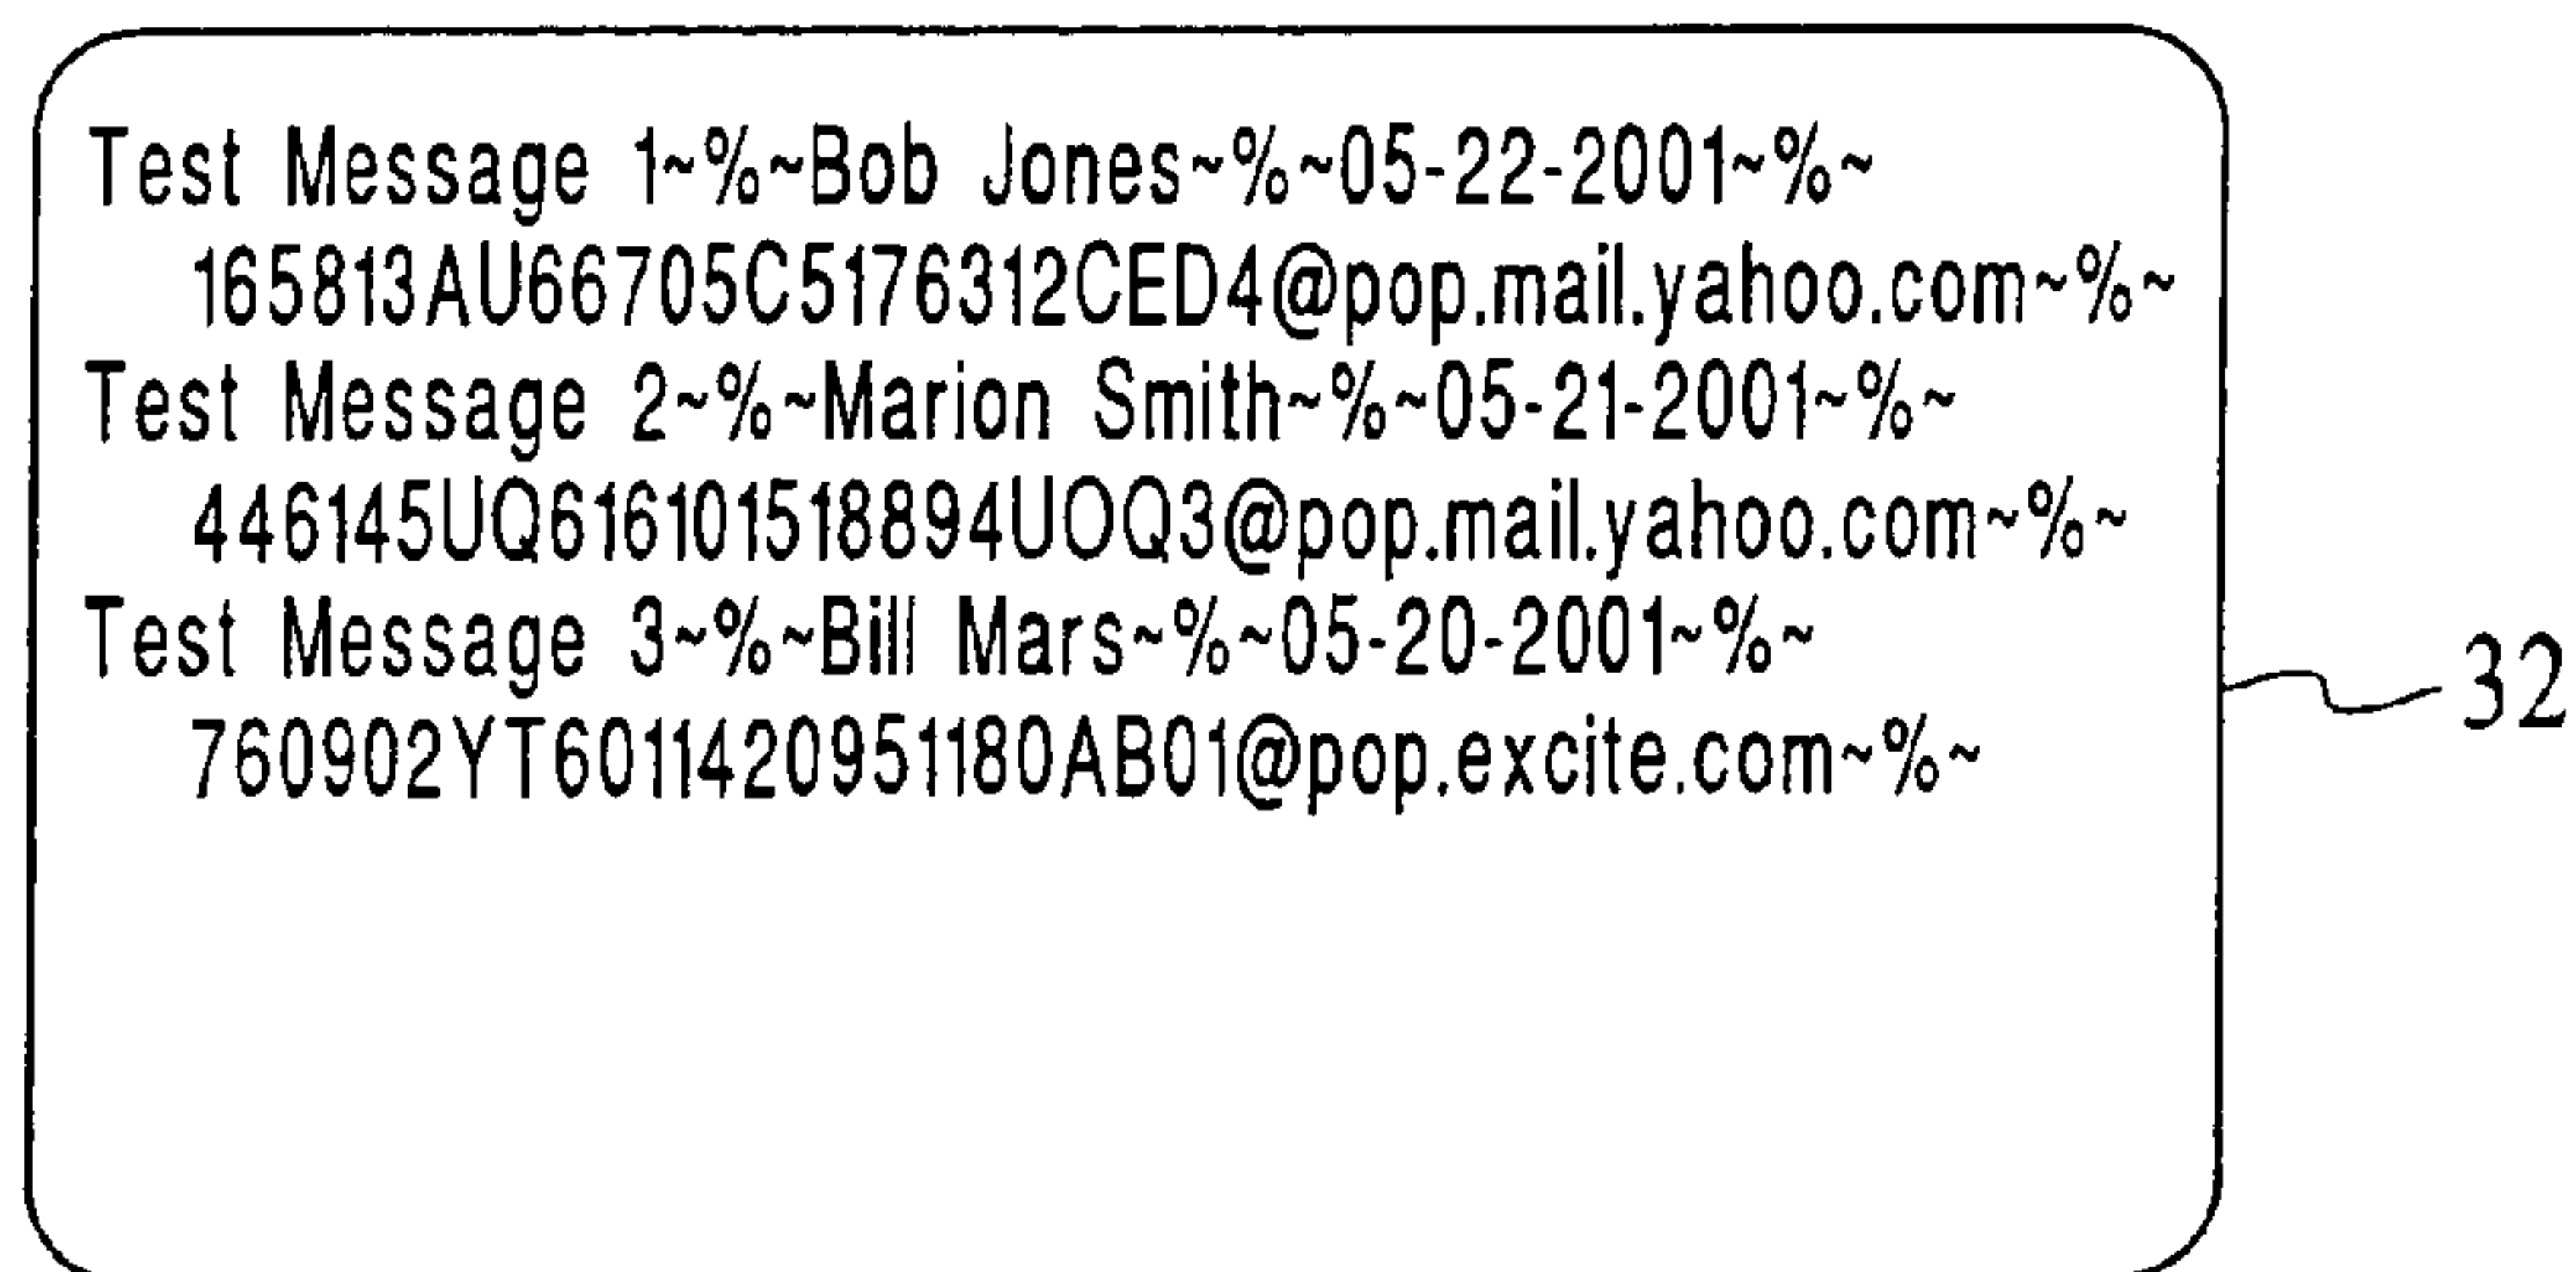 Test Message 1~%~Bob Jones~%~05-22-2001~%~
165813AU66705C5176312CED4@pop.mail.yahoo.com~%~
Test Message 2~%~Marion Smith~%~05-21-2001~%~
446145UQ616101518894UOQ3@pop.mail.yahoo.com~%~
Test Message 3~%~Bill Mars~%~05-20-2001~%~
760902YT6011420951180AB01@pop.excite.com~%~
32